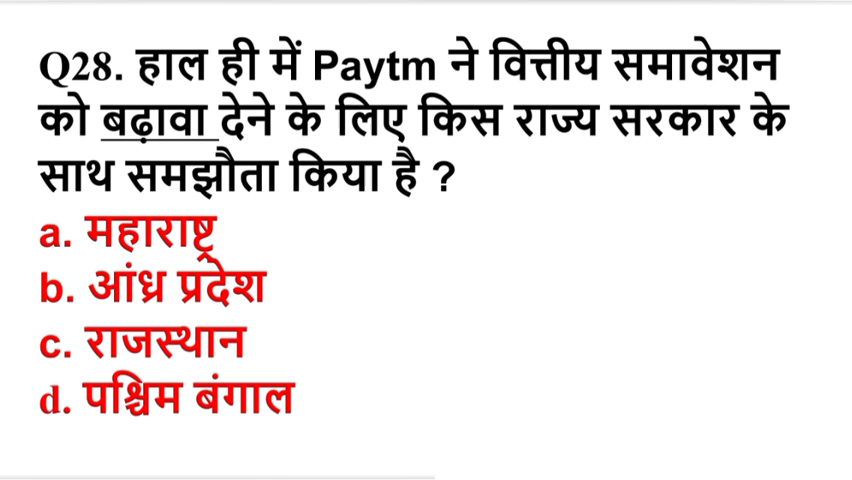 Q28. हाल ही में Paytm ने वित्तीय समावेशन
को बढ़ावा देने के लिए किस राज्य सरकार के
साथ समझौता किया है ?
a. महाराष्ट्र
b. आंध्र प्रदेश
c. राजस्थान
d. पश्चिम बंगाल